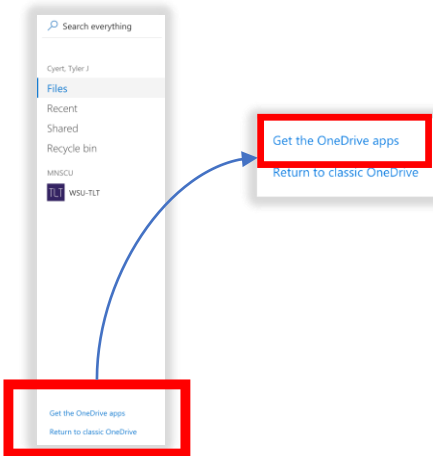 Search everything
Cyert, Tyler J
Files
Recent
Shared
Recycle bin
MNSCU
TLT WSU-TLT
Get the OneDrive apps
Return to classic OneDrive
Get the OneDrive apps
Return to classic OneDrive